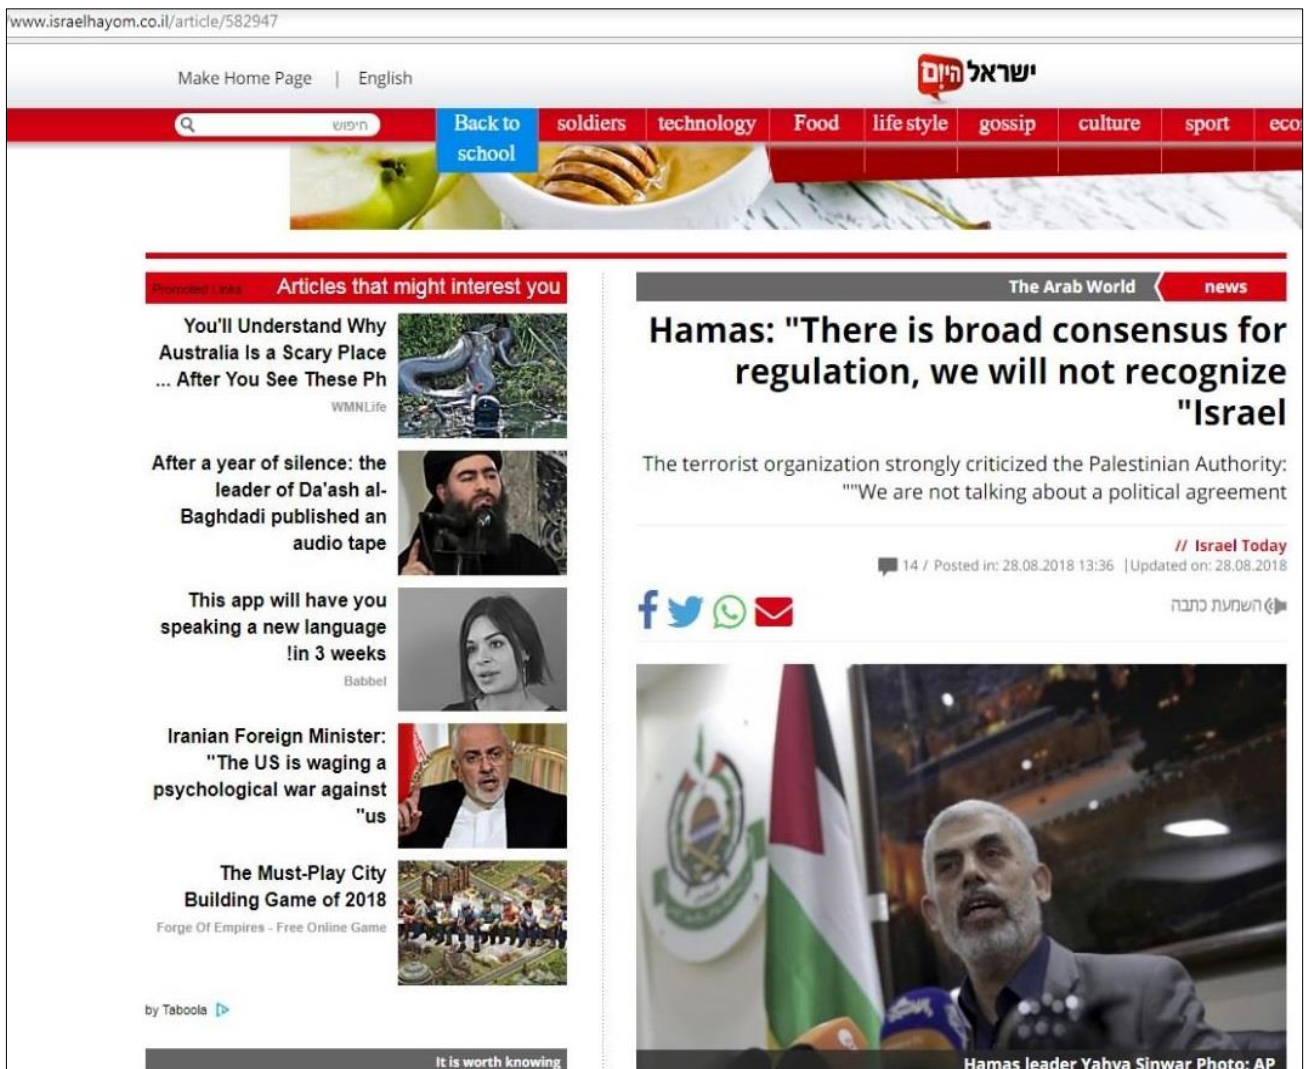 www.israelhayom.co.il/article/582947
Make Home Page | English
ישראל היום
חיפוש
Back to
school
soldiers
technology
Food
life style
gossip
culture
sport
eco
Promoted Links
Articles that might interest you
You'll Understand Why
Australia Is a Scary Place
... After You See These Ph
WMNLife
After a year of silence: the
leader of Da'ash al-
Baghdadi published an
audio tape
This app will have you
speaking a new language
!in 3 weeks
Babbel
Iranian Foreign Minister:
"The US is waging a
psychological war against
"us
The Must-Play City
Building Game of 2018
Forge Of Empires - Free Online Game
by Taboola
It is worth knowing
The Arab World
news
Hamas: "There is broad consensus for
regulation, we will not recognize
"Israel
The terrorist organization strongly criticized the Palestinian Authority:
""We are not talking about a political agreement
// Israel Today
14 / Posted in: 28.08.2018 13:36 | Updated on: 28.08.2018
השמעת כתבה
Hamas leader Yahya Sinwar Photo: AP